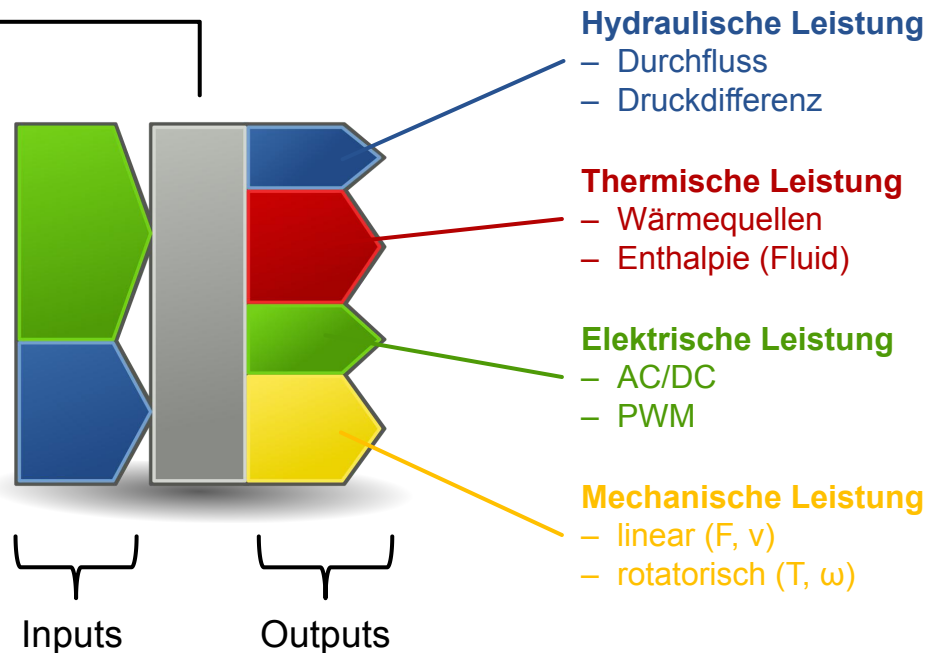 Hydraulische Leistung
– Durchfluss
– Druckdifferenz
Thermische Leistung
– Wärmequellen
– Enthalpie (Fluid)
Elektrische Leistung
– AC/DC
– PWM
Mechanische Leistung
– linear (F, v)
– rotatorisch (T, ω)
Inputs
Outputs